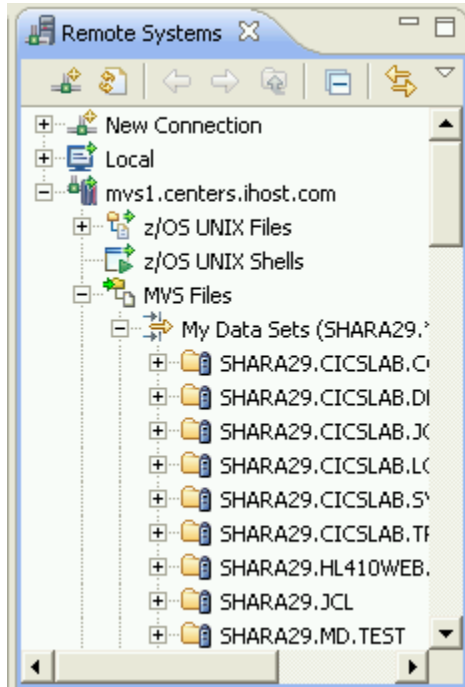 Remote Systems
New Connection
Local
mvs1.centers.ihost.com
z/OS UNIX Files
z/OS UNIX Shells
MVS Files
My Data Sets (SHARA29.*
SHARA29.CICSLAB.C
SHARA29.CICSLAB.D
SHARA29.CICSLAB.J
SHARA29.CICSLAB.L
SHARA29.CICSLAB.S
SHARA29.CICSLAB.T
SHARA29.HL410WEB.
SHARA29.JCL
SHARA29.MD.TEST